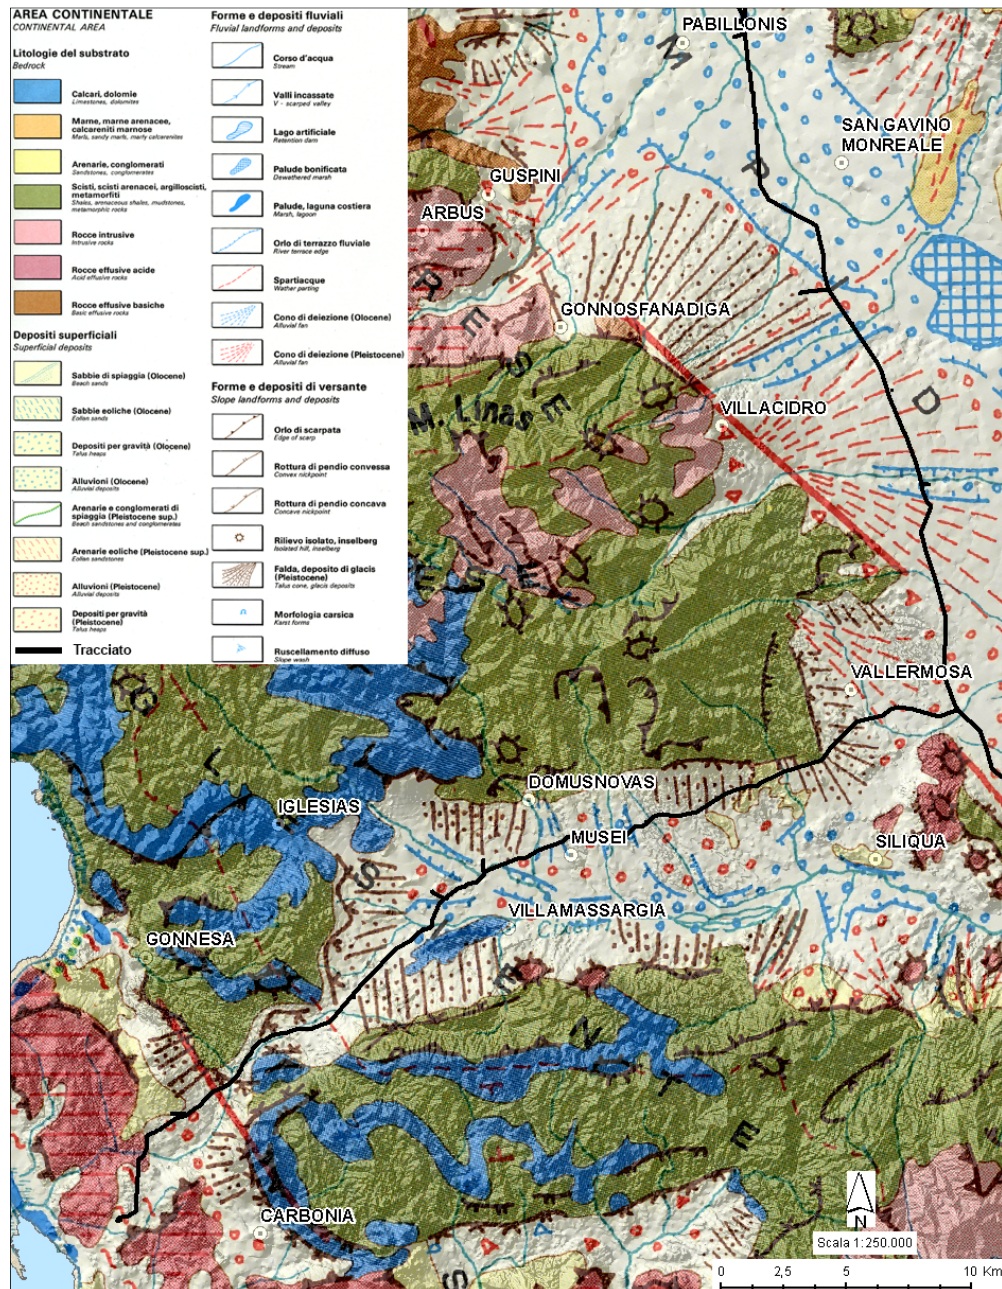 AREA CONTINENTALE
CONTINENTAL AREA
Litologie del substrato
Bedrock
Calcari, dolomie
Limestones, dolomites
Marne, marne arenacee,
calcareniti marnose
Marls, sandy marls, marly calcarenites
Arenarie, conglomerati
Sandstones, conglomerates
Scisti, scisti arenacei, argilloscisti,
metamorfiti
Shales, arenaceous shales, mudstones,
metamorphic rocks
Rocce intrusive
Intrusive rocks
Rocce effusive acide
Acid effusive rocks
Rocce effusive basiche
Basic effusive rocks
Depositi superficiali
Superficial deposits
Sabbie di spiaggia (Olocene)
Beach sands
Sabbie eoliche (Olocene)
Eolian sands
Depositi per gravità (Olocene)
Talus heaps
Alluvioni (Olocene)
Alluvial deposits
Arenarie e conglomerati di
spiaggia (Pleistocene sup.)
Beach sandstones and conglomerates
Arenarie eoliche (Pleistocene sup.)
Eolian sandstones
Alluvioni (Pleistocene)
Alluvial deposits
Depositi per gravità
(Pleistocene)
Talus heaps
Tracciato
Forme e depositi fluviali
Fluvial landforms and deposits
Corso d'acqua
Stream
Valli incassate
V - scarped valley
Lago artificiale
Retention dam
Palude bonificata
Dewathered marsh
Palude, laguna costiera
Marsh, lagoon
Orlo di terrazzo fluviale
River terrace edge
Spartiacque
Wather parting
Cono di deiezione (Olocene)
Alluvial fan
Cono di deiezione (Pleistocene)
Alluvial fan
Forme e depositi di versante
Slope landforms and deposits
Orlo di scarpata
Edge of scarp
Rottura di pendio convessa
Convex nickpoint
Rottura di pendio concava
Concave nickpoint
Rilievo isolato, inselberg
Isolated hill, inselberg
Falda, deposito di glacis
(Pleistocene)
Talus cone, glacis deposits
Morfologia carsica
Karst forms
Ruscellamento diffuso
Slope wash
PABILLONIS
SAN GAVINO
MONREALE
GUSPINI
ARBUS
GONNOSFANADIGA
VILLACIDRO
M. Linas
VALLERMOSA
DOMUSNOVAS
IGLESIAS
MUSEI
SILIQUA
VILLAMASSARGIA
GONNESA
CARBONIA
N
Scala 1:250.000
0 2,5 5 10 Km